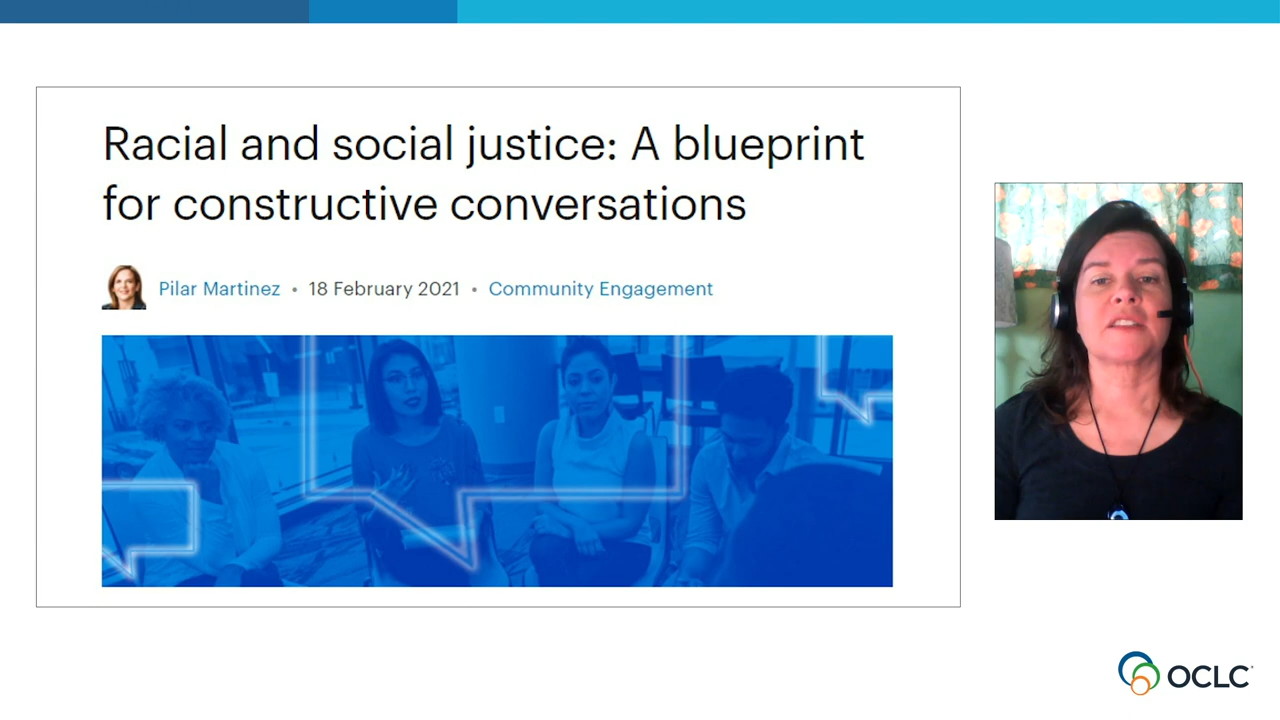 Racial and social justice: A blueprint
for constructive conversations
Pilar Martinez • 18 February 2021 • Community Engagement
OCLC